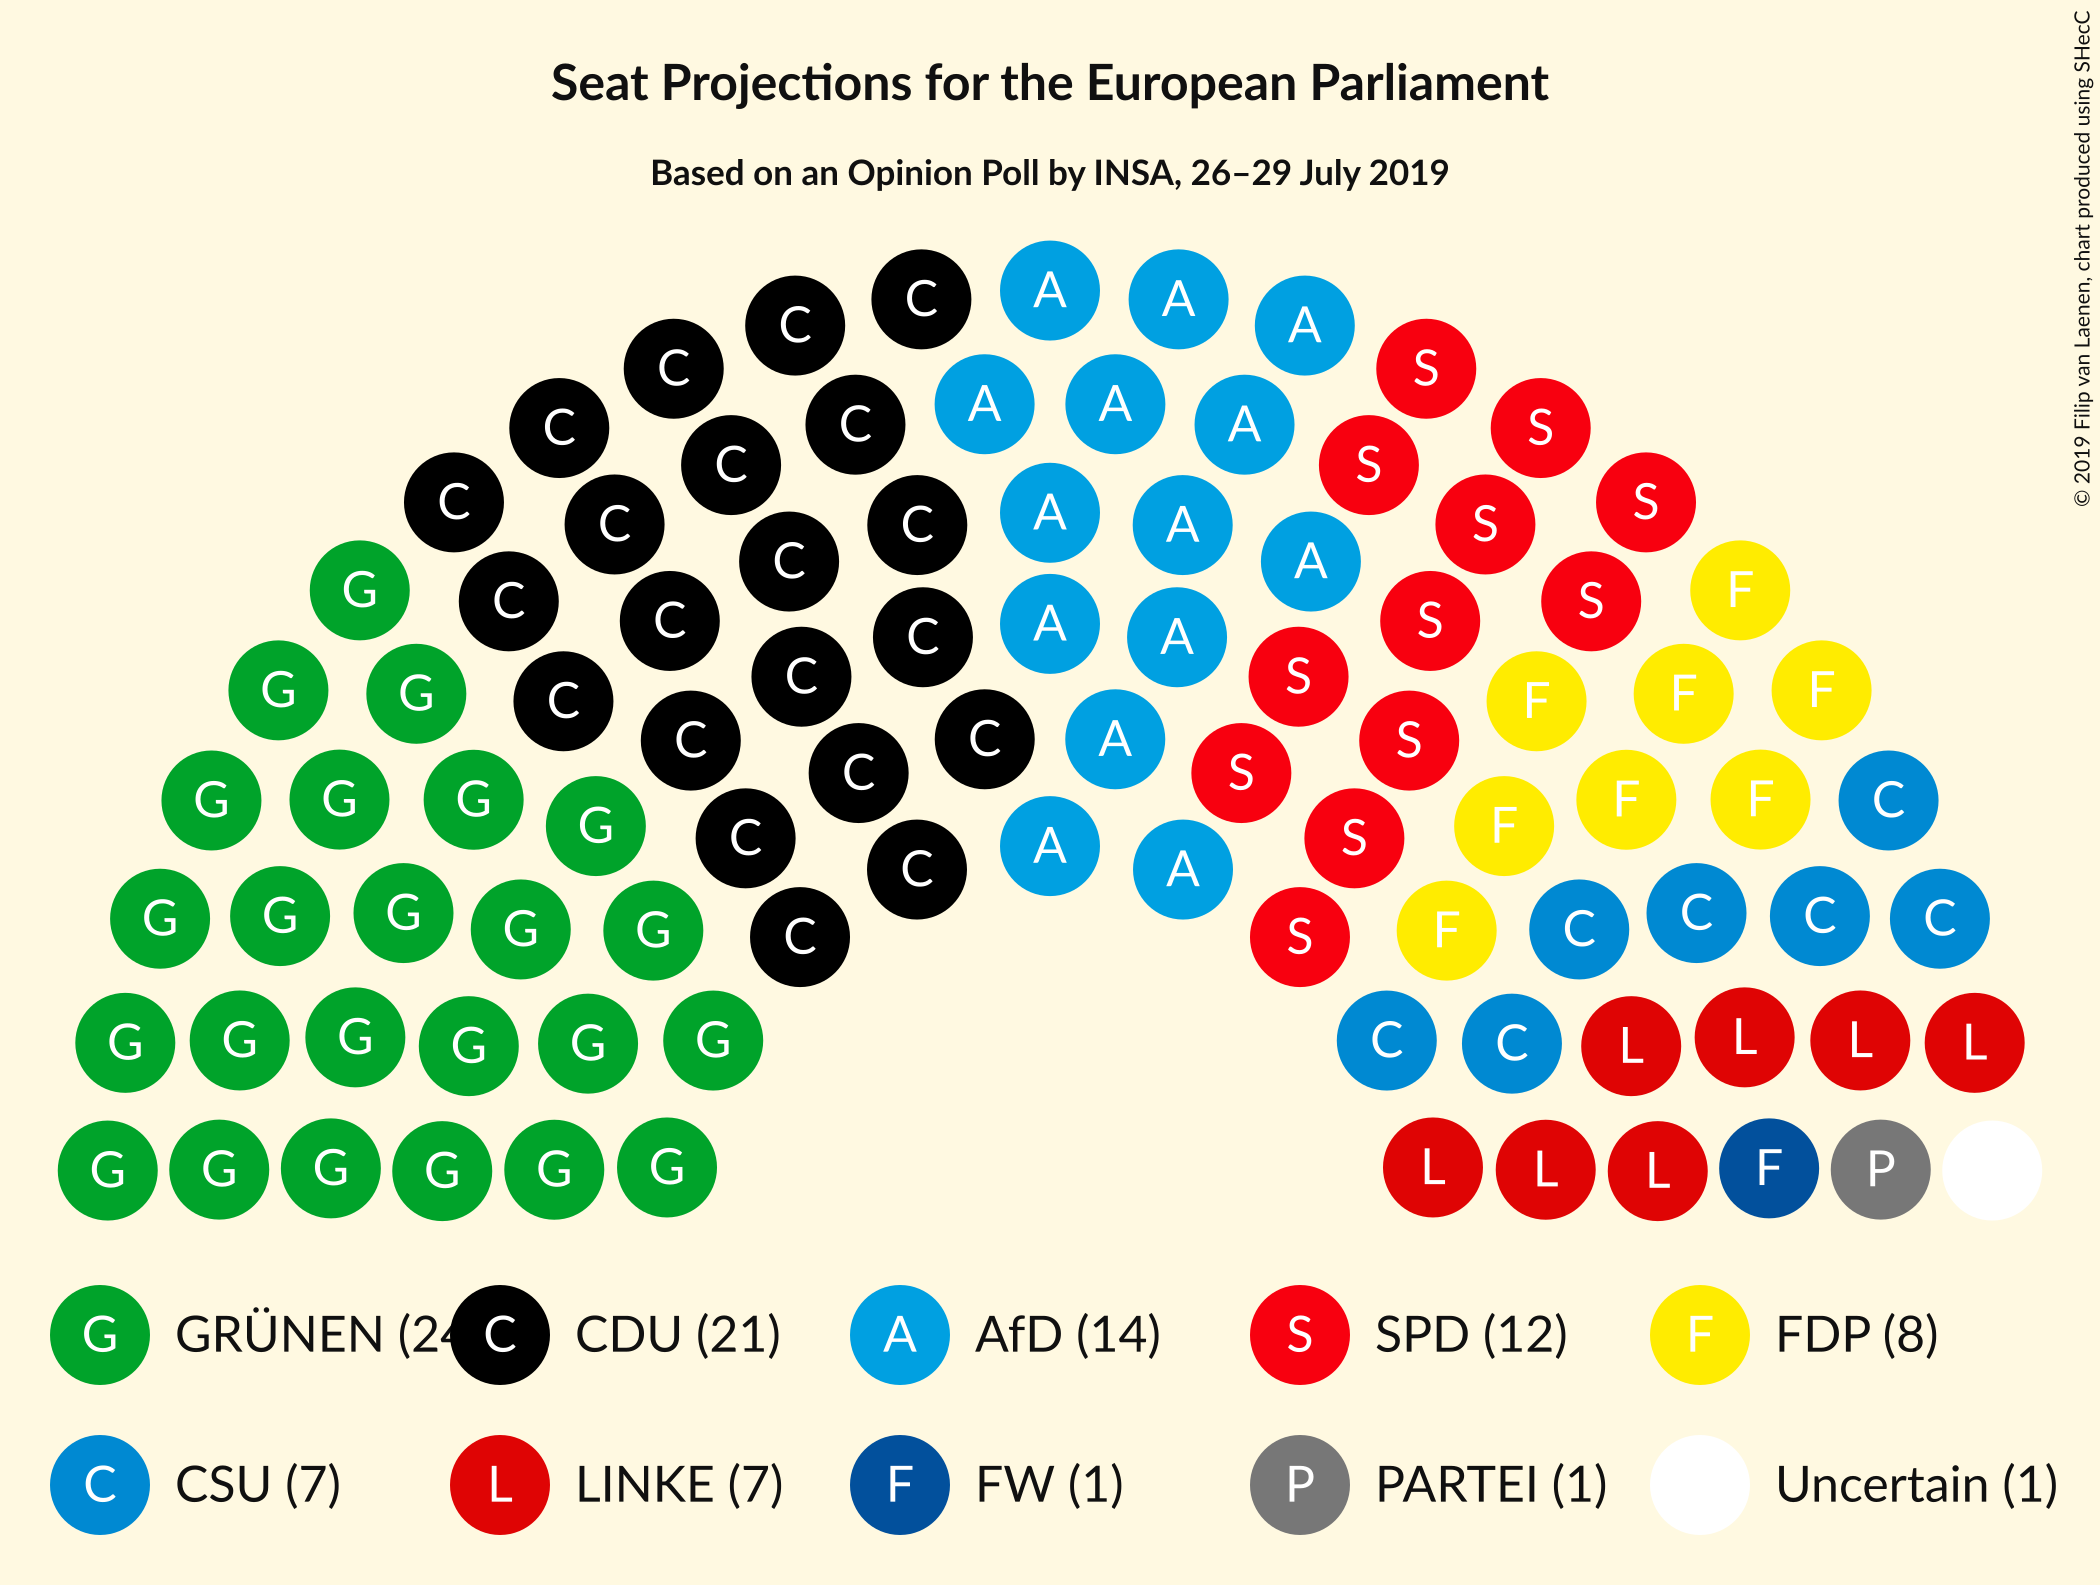 Seat Projections for the European Parliament
Based on an Opinion Poll by INSA, 26–29 July 2019
© 2019 Filip van Laenen, chart produced using SHecC
C A A A
C C S S
C A A A
C C S S
C C C A A A S S S
G C C C S S F
G G C C C A A S S F F F
G G G G C C C A S S F F F C
G G G G G C C A A S F C C C C
G G G G G G C C L L L L
G G G G G G L L L F P
G GRÜNEN (24 C CDU (21) A AfD (14) S SPD (12) F FDP (8)
C CSU (7) L LINKE (7) F FW (1) P PARTEI (1) Uncertain (1)